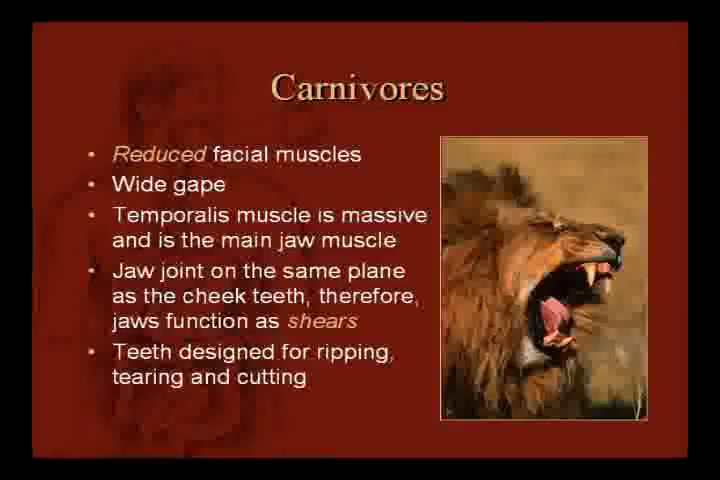 Carnivores
• Reduced facial muscles
• Wide gape
• Temporalis muscle is massive
and is the main jaw muscle
• Jaw joint on the same plane
as the cheek teeth, therefore,
jaws function as shears
• Teeth designed for ripping,
tearing and cutting